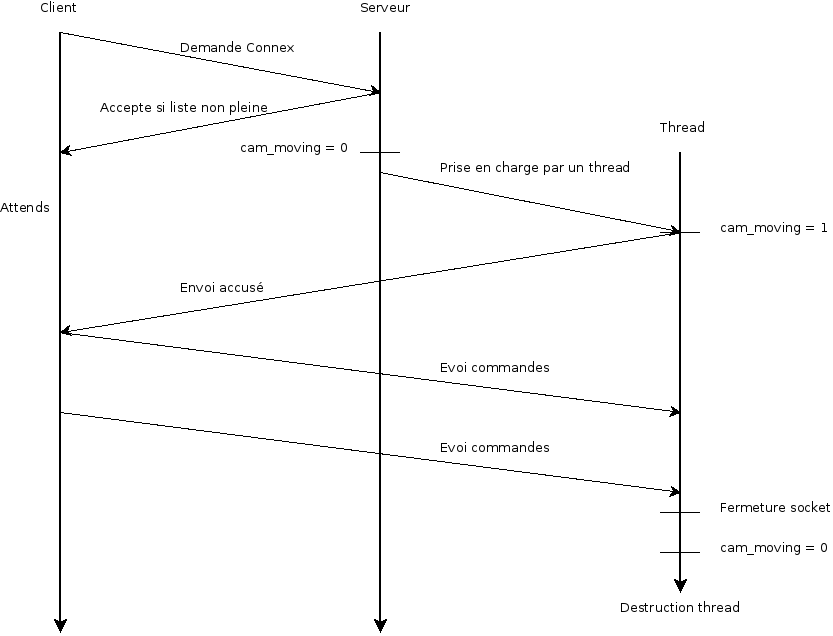 Client
Serveur
Demande Connex
Accepte si liste non pleine
Thread
cam_moving = 0
Prise en charge par un thread
Attends
cam_moving = 1
Envoi accusé
Evoi commandes
Evoi commandes
Fermeture socket
cam_moving = 0
Destruction thread